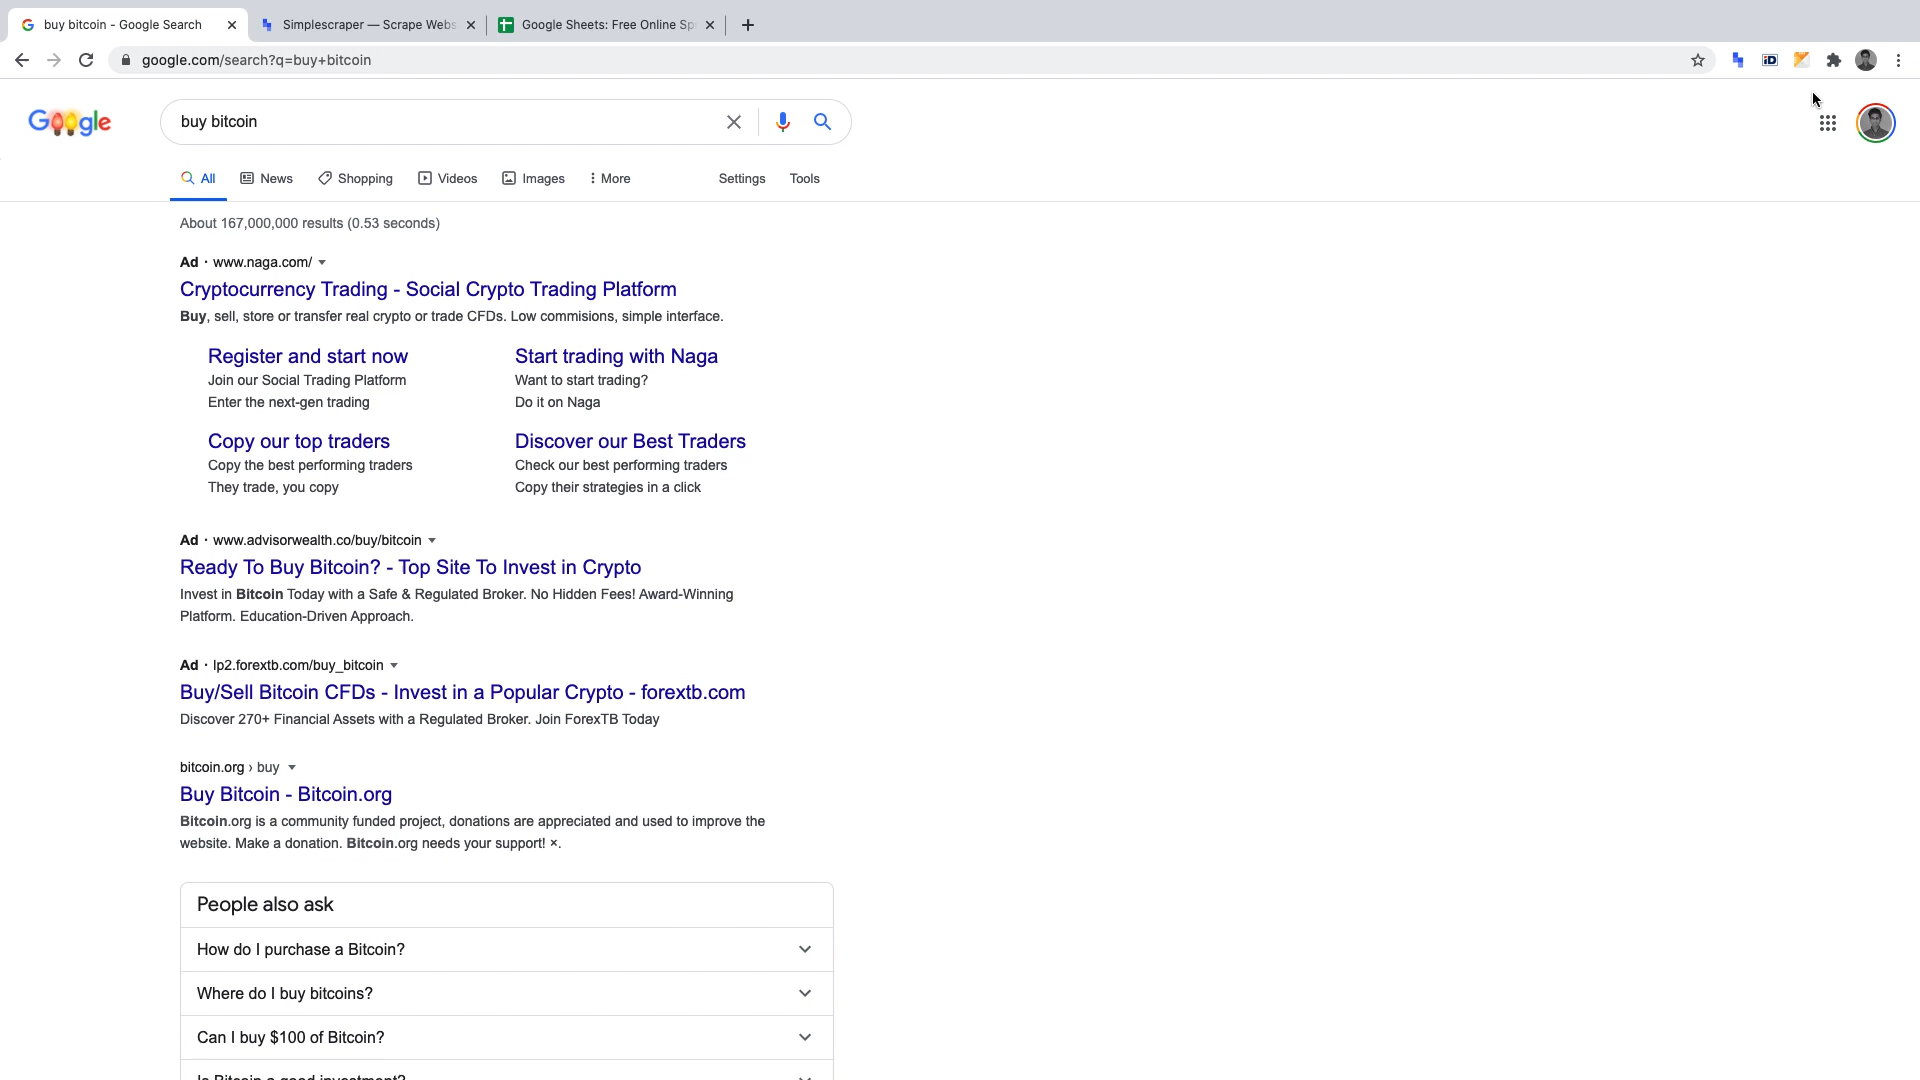 buy bitcoin - Google Search
Simplescraper — Scrape Webs
Google Sheets: Free Online Sp
google.com/search?q=buy+bitcoin
iD
Google
buy bitcoin
All
News
Shopping
Videos
Images
More
Settings
Tools
About 167,000,000 results (0.53 seconds)
Ad · www.naga.com/
Cryptocurrency Trading - Social Crypto Trading Platform
Buy, sell, store or transfer real crypto or trade CFDs. Low commisions, simple interface.
Register and start now
Join our Social Trading Platform
Enter the next-gen trading
Start trading with Naga
Want to start trading?
Do it on Naga
Copy our top traders
Copy the best performing traders
They trade, you copy
Discover our Best Traders
Check our best performing traders
Copy their strategies in a click
Ad · www.advisorwealth.co/buy/bitcoin
Ready To Buy Bitcoin? - Top Site To Invest in Crypto
Invest in Bitcoin Today with a Safe & Regulated Broker. No Hidden Fees! Award-Winning
Platform. Education-Driven Approach.
Ad · lp2.forextb.com/buy_bitcoin
Buy/Sell Bitcoin CFDs - Invest in a Popular Crypto - forextb.com
Discover 270+ Financial Assets with a Regulated Broker. Join ForexTB Today
bitcoin.org › buy
Buy Bitcoin - Bitcoin.org
Bitcoin.org is a community funded project, donations are appreciated and used to improve the
website. Make a donation. Bitcoin.org needs your support! ×.
People also ask
How do I purchase a Bitcoin?
Where do I buy bitcoins?
Can I buy $100 of Bitcoin?
Is Bitcoin a good investment?